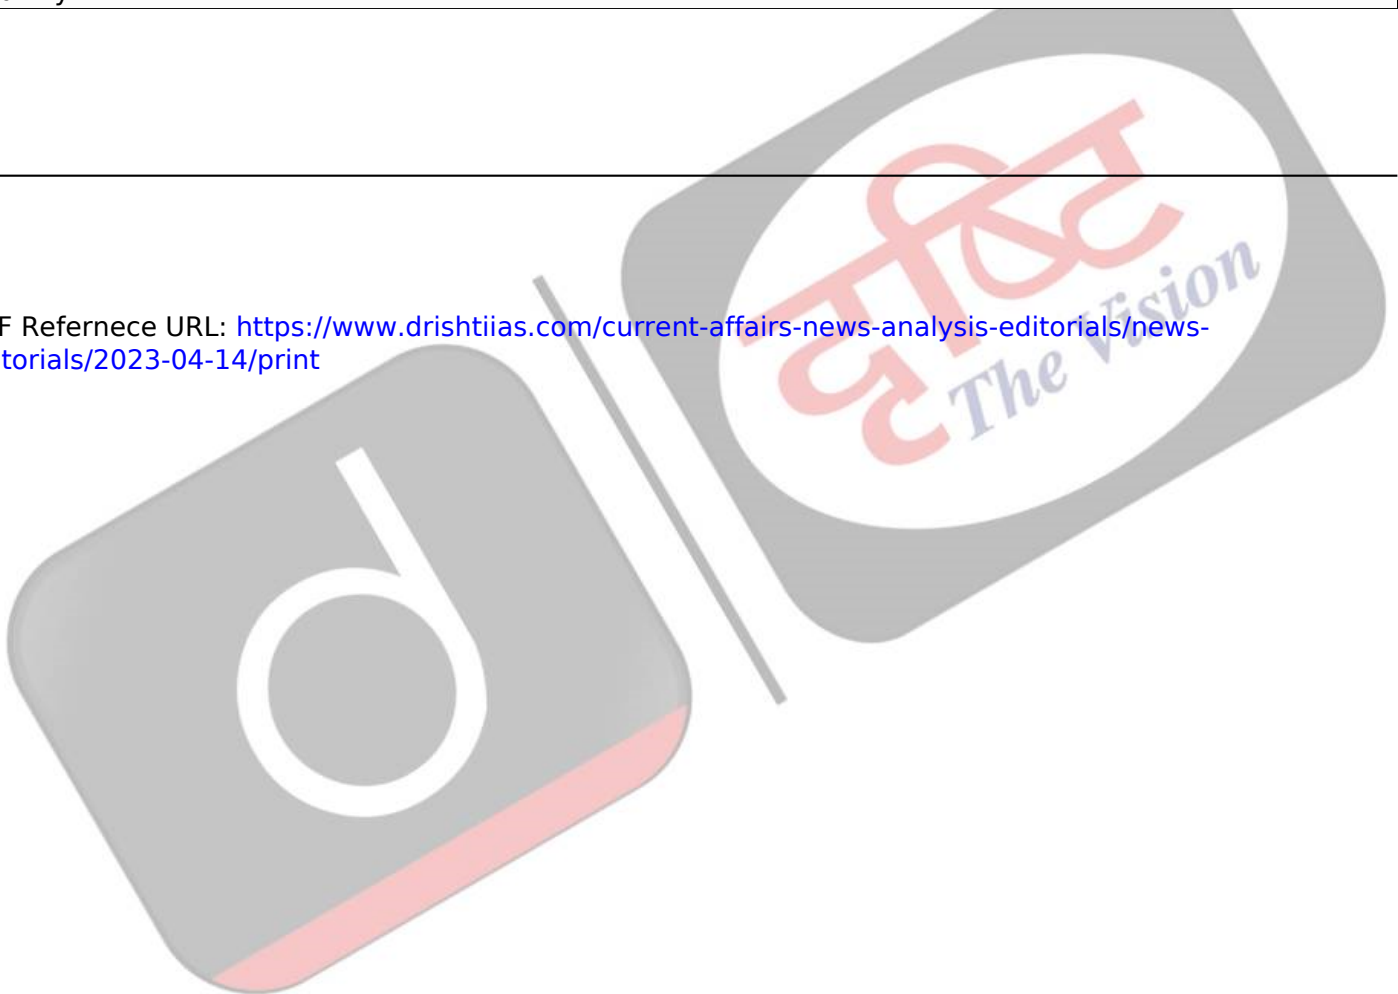 F Refernece URL: https://www.drishtiias.com/current-affairs-news-analysis-editorials/news-
torials/2023-04-14/print
दृष्टि
The Vision
d